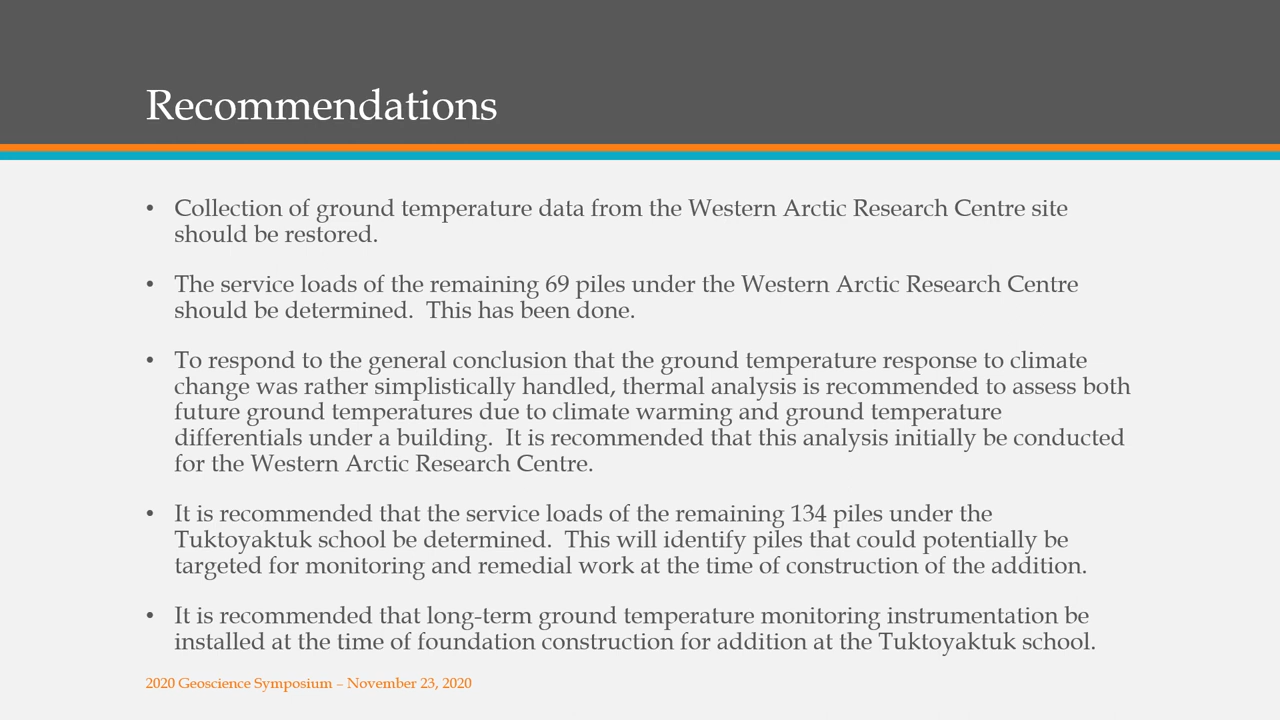 Recommendations
• Collection of ground temperature data from the Western Arctic Research Centre site
should be restored.
• The service loads of the remaining 69 piles under the Western Arctic Research Centre
should be determined.  This has been done.
• To respond to the general conclusion that the ground temperature response to climate
change was rather simplistically handled, thermal analysis is recommended to assess both
future ground temperatures due to climate warming and ground temperature
differentials under a building.  It is recommended that this analysis initially be conducted
for the Western Arctic Research Centre.
• It is recommended that the service loads of the remaining 134 piles under the
Tuktoyaktuk school be determined.  This will identify piles that could potentially be
targeted for monitoring and remedial work at the time of construction of the addition.
• It is recommended that long-term ground temperature monitoring instrumentation be
installed at the time of foundation construction for addition at the Tuktoyaktuk school.
2020 Geoscience Symposium – November 23, 2020